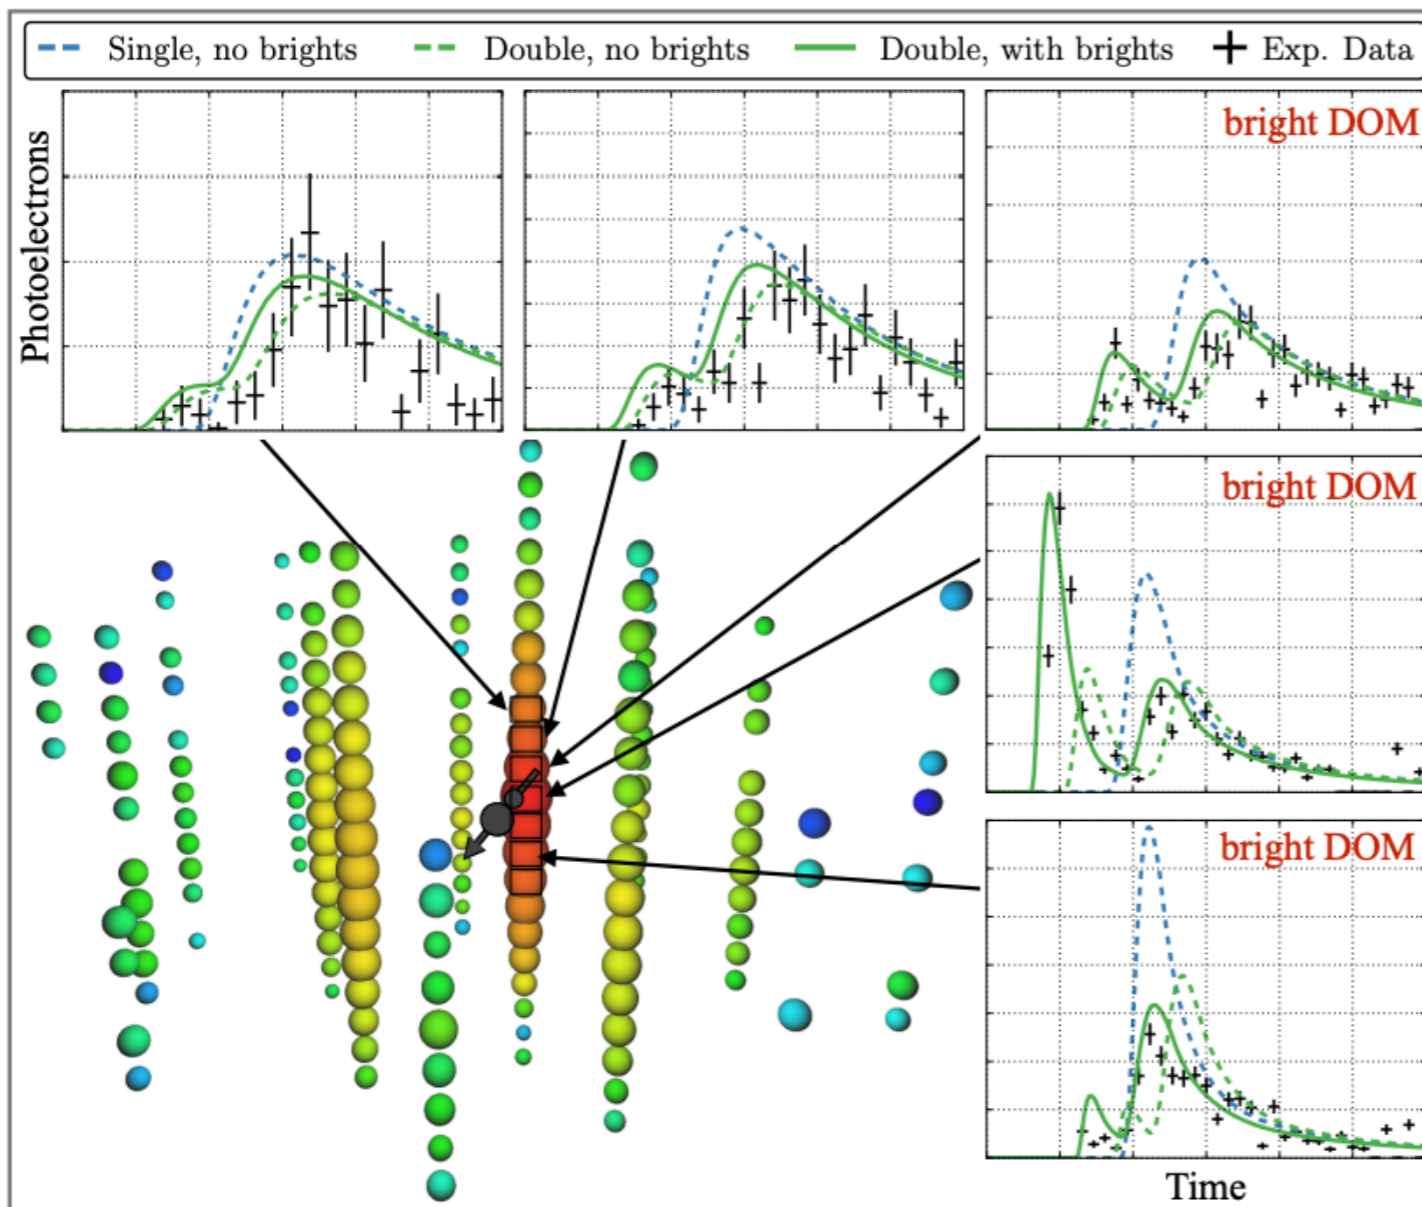 Single, no brights Double, no brights Double, with brights Exp. Data
Photoelectrons
bright DOM
bright DOM
bright DOM
Time